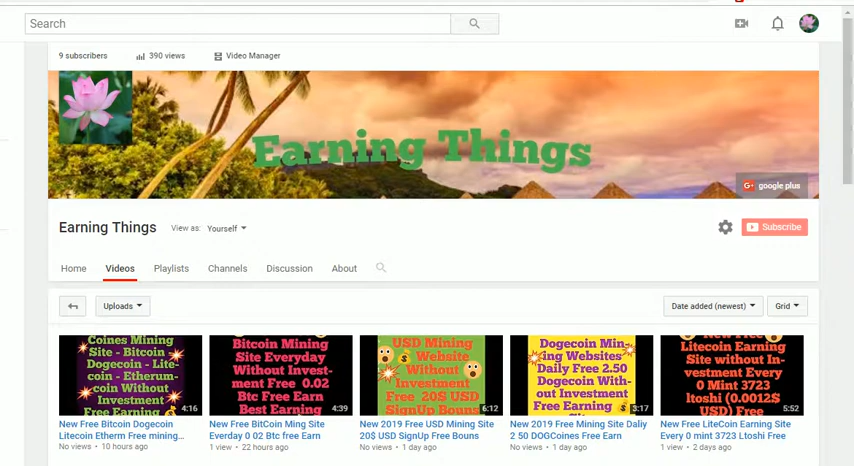 Search
9 subscribers
390 views
Video Manager
Earning Things
google plus
Earning Things
View as:
Yourself
Subscribe
Home
Videos
Playlists
Channels
Discussion
About
Uploads
Date added (newest)
Grid
Coines Mining
Site - Bitcoin
Dogecoin - Lite-
coin - Etherum-
coin Without
Investment
Free Earning
4:16
Bitcoin Mining
Site Everyday
Without Invest-
ment Free 0.02
Btc Free Earn
Best Earning
4:39
USD Mining
Website
Without
Investment
Free 20$ USD
SignUp Bouns
6:12
Dogecoin Min-
ing Websites
Daily Free 2.50
Dogecoin With-
out Investment
Free Earning
3:17
New Free
Litecoin Earning
Site without In-
vestment Every
0 Mint 3723
ltoshi (0.0012$
USD) Free
5:52
New Free Bitcoin Dogecoin
Litecoin Etherm Free mining...
No views • 10 hours ago
New Free BitCoin Ming Site
Everday 0 02 Btc free Earn
1 view • 22 hours ago
New 2019 Free USD Mining Site
20$ USD SignUp Free Bouns
No views • 1 day ago
New 2019 Free Mining Site Daliy
2 50 DOGCoines Free Earn
No views • 1 day ago
New Free LiteCoin Earning Site
Every 0 mint 3723 Ltoshi Free
1 view • 2 days ago